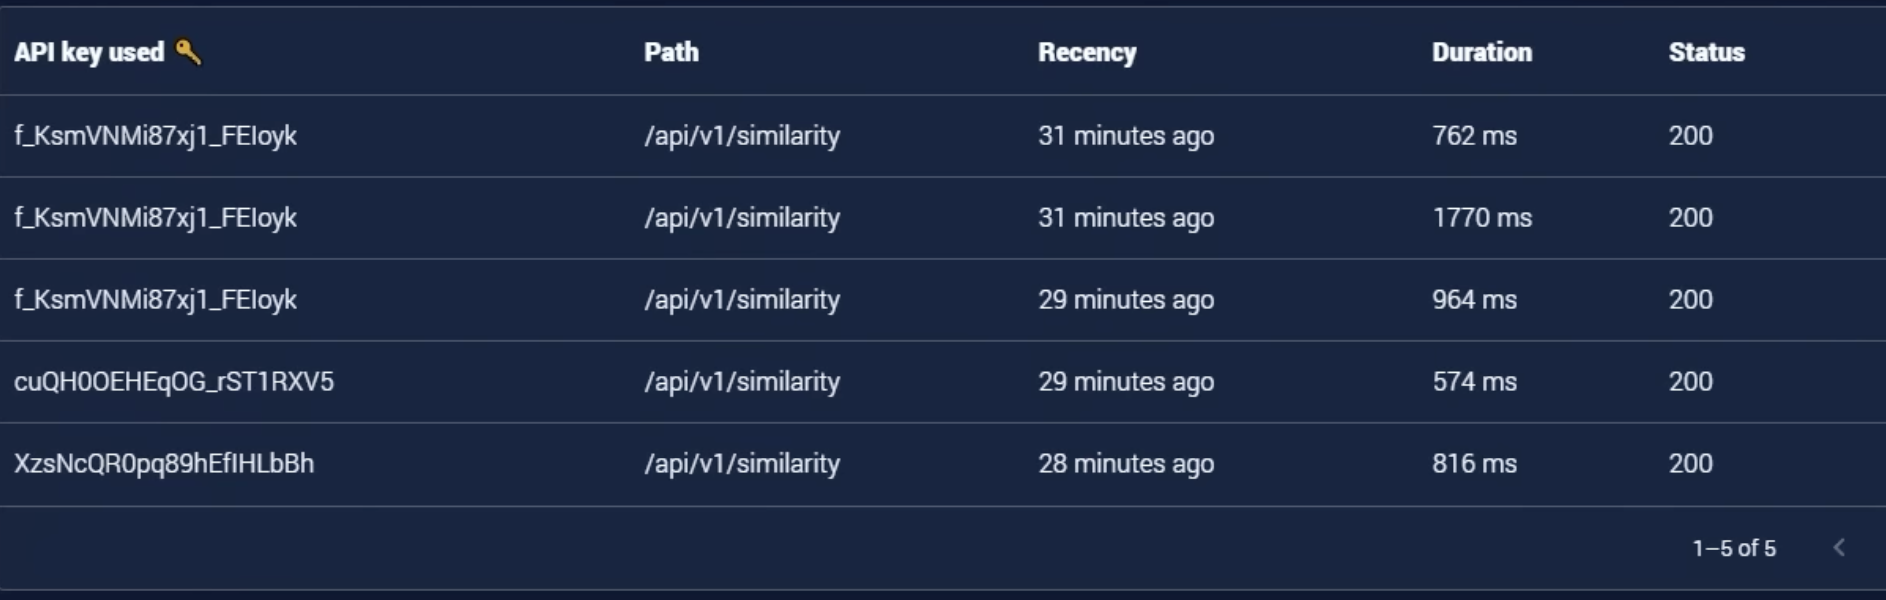 API key used 🔑 Path Recency Duration Status
f_KsmVNMi87xj1_FEIoyk /api/v1/similarity 31 minutes ago 762 ms 200
f_KsmVNMi87xj1_FEIoyk /api/v1/similarity 31 minutes ago 1770 ms 200
f_KsmVNMi87xj1_FEIoyk /api/v1/similarity 29 minutes ago 964 ms 200
cuQH0OEHEqOG_rST1RXV5 /api/v1/similarity 29 minutes ago 574 ms 200
XzsNcQR0pq89hEfIHLbBh /api/v1/similarity 28 minutes ago 816 ms 200
1–5 of 5